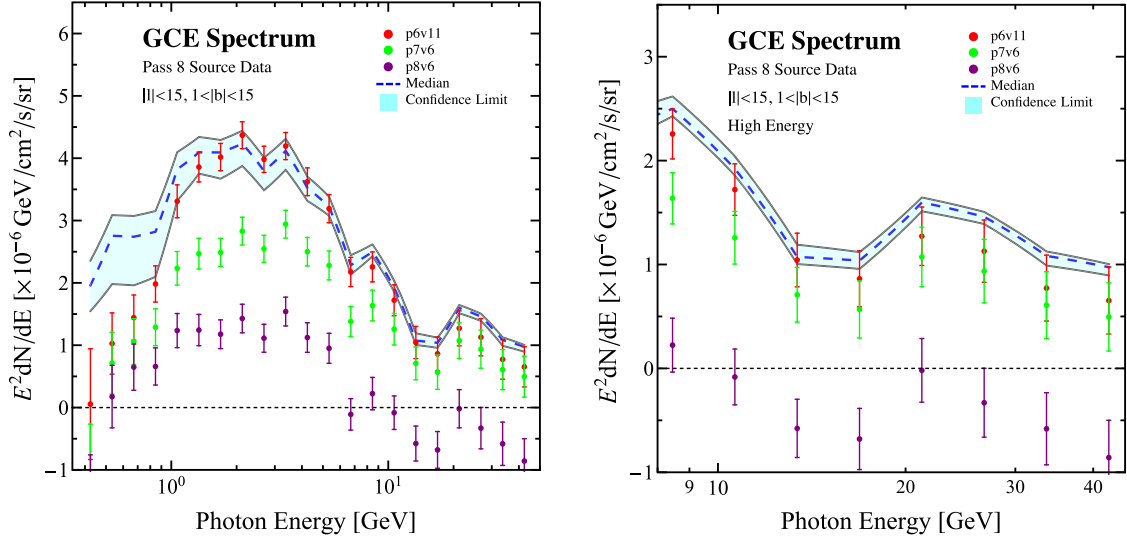 GCE Spectrum
Pass 8 Source Data
|l|<15, 1<|b|<15
p6v11
p7v6
p8v6
Median
Confidence Limit
E²dN/dE [×10⁻⁶ GeV/cm²/s/sr]
6
5
4
3
2
1
0
−1
10⁰
10¹
Photon Energy [GeV]
GCE Spectrum
Pass 8 Source Data
|l|<15, 1<|b|<15
High Energy
p6v11
p7v6
p8v6
Median
Confidence Limit
E²dN/dE [×10⁻⁶ GeV/cm²/s/sr]
3
2
1
0
−1
9
10
20
30
40
Photon Energy [GeV]